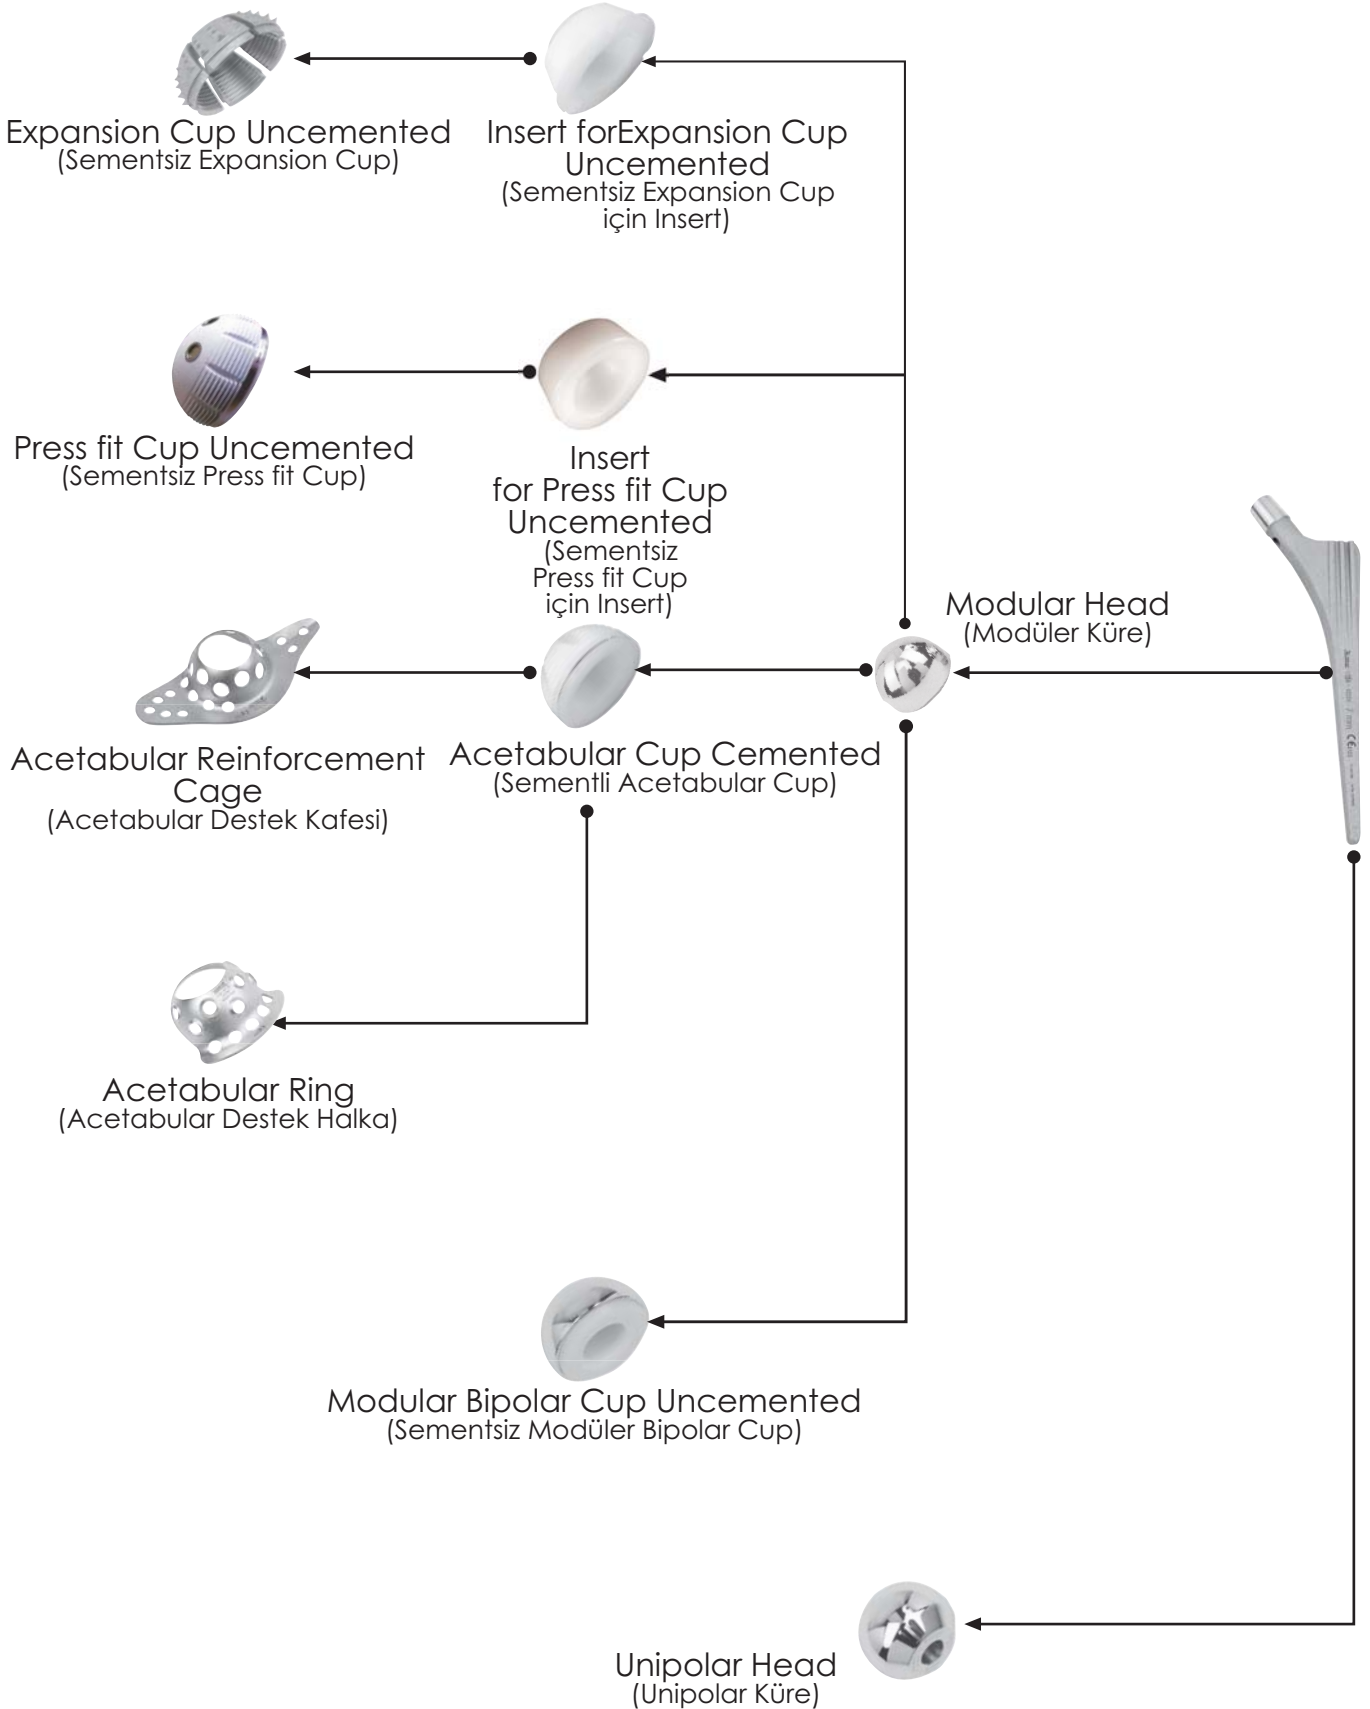 Expansion Cup Uncemented
(Sementsiz Expansion Cup)
Insert forExpansion Cup
Uncemented
(Sementsiz Expansion Cup
için Insert)
Press fit Cup Uncemented
(Sementsiz Press fit Cup)
Insert
for Press fit Cup
Uncemented
(Sementsiz
Press fit Cup
için Insert)
Modular Head
(Modüler Küre)
Acetabular Reinforcement
Cage
(Acetabular Destek Kafesi)
Acetabular Cup Cemented
(Sementli Acetabular Cup)
CE
Acetabular Ring
(Acetabular Destek Halka)
Modular Bipolar Cup Uncemented
(Sementsiz Modüler Bipolar Cup)
Unipolar Head
(Unipolar Küre)